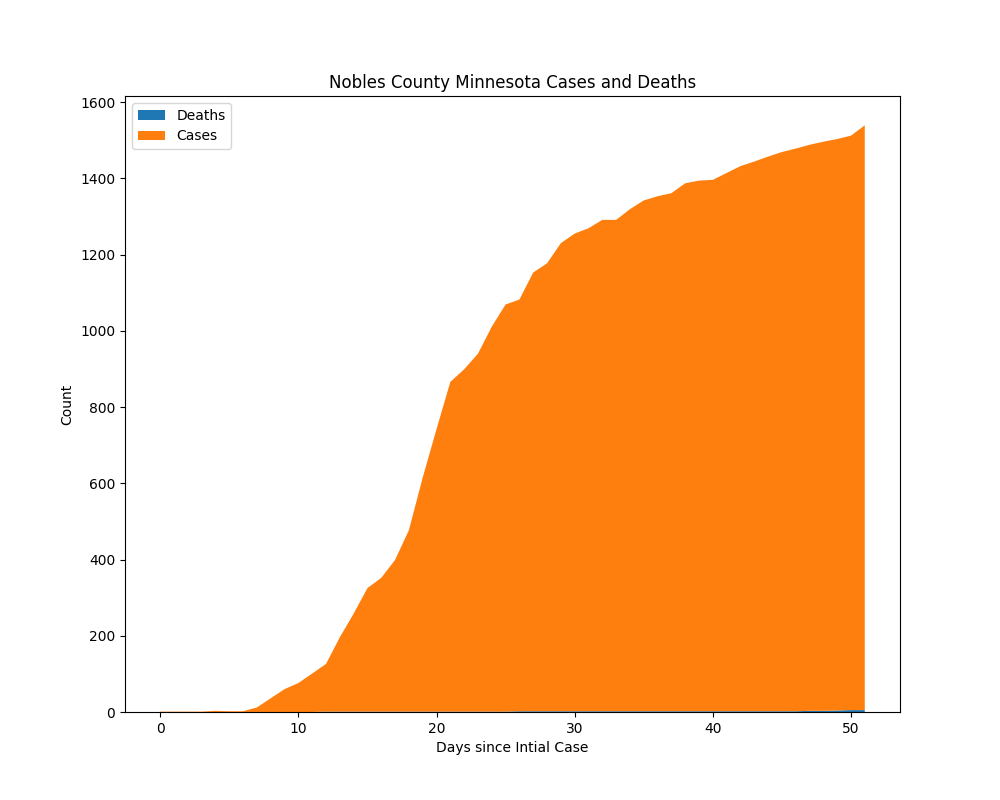 Nobles County Minnesota Cases and Deaths
Deaths
Cases
1600
1400
1200
1000
800
600
400
200
0
Count
0 10 20 30 40 50
Days since Intial Case